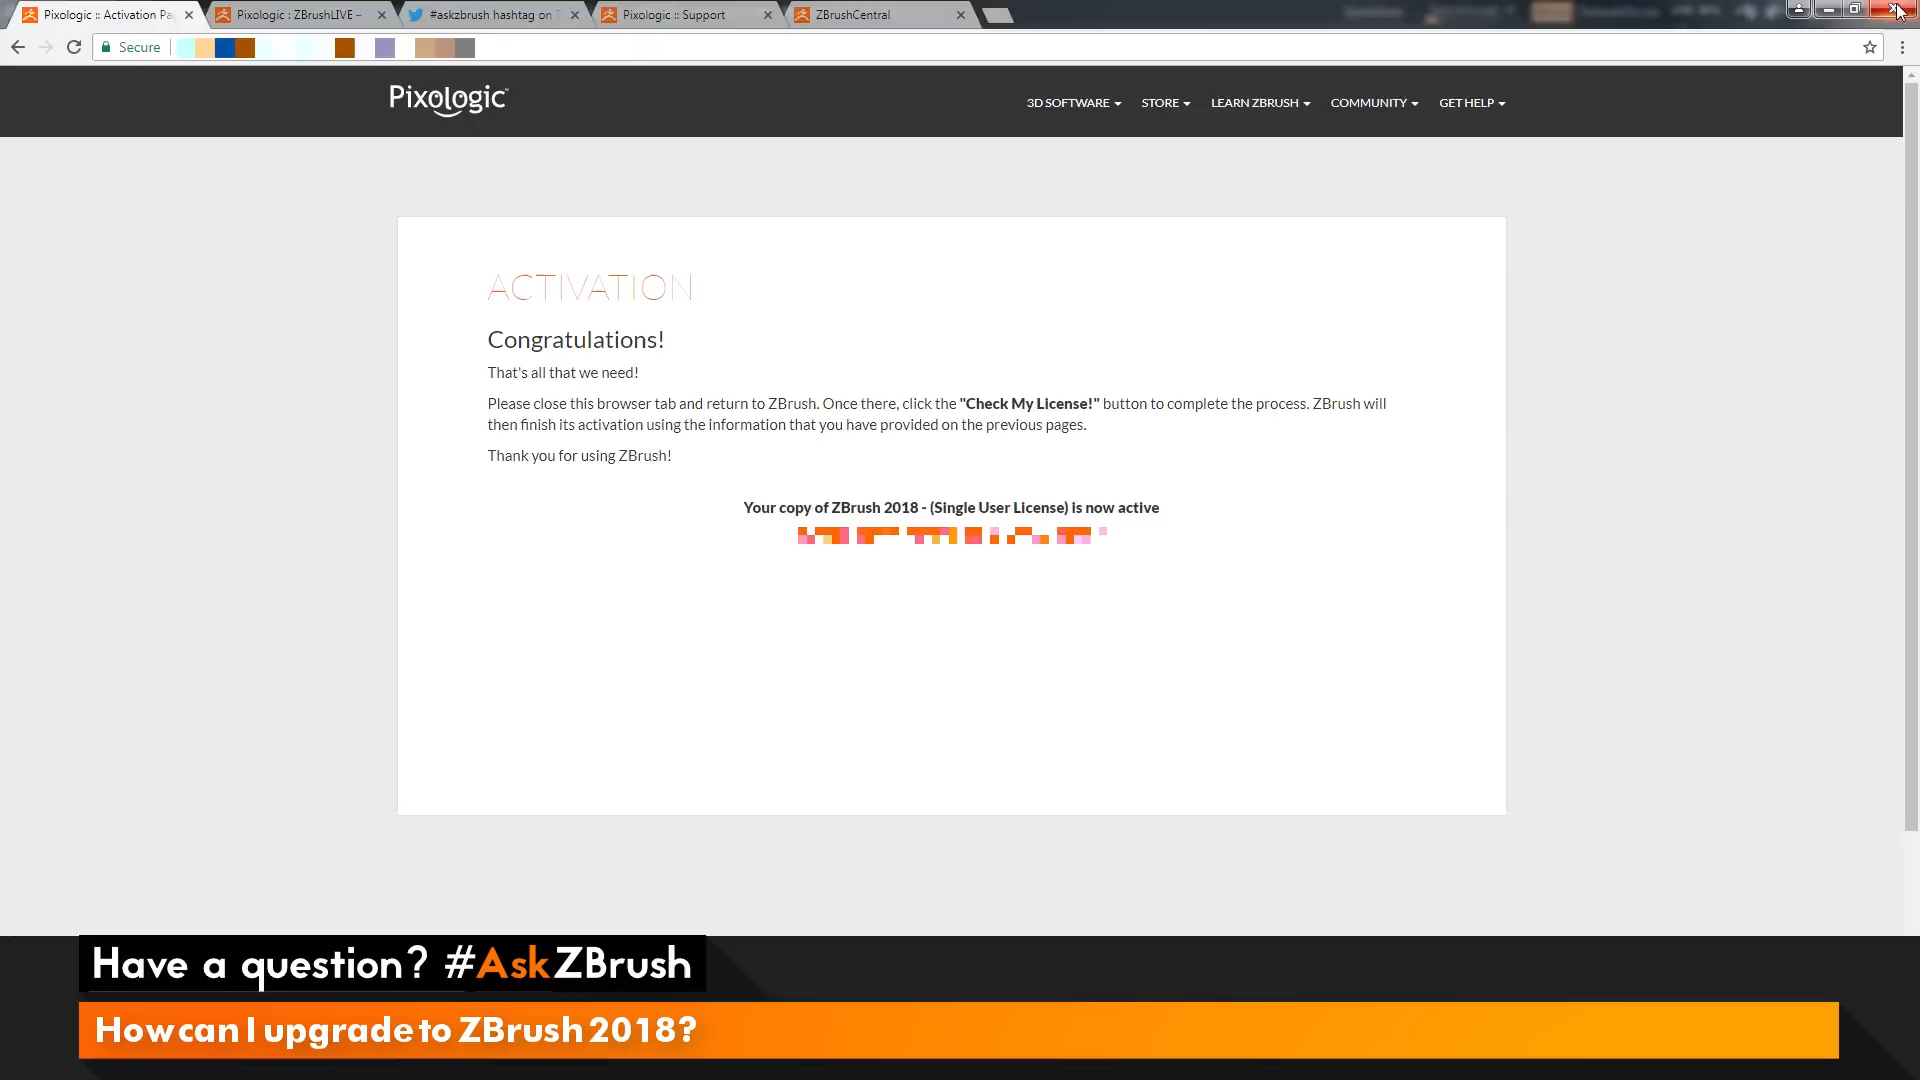 Pixologic :: Activation Pa
Pixologic : ZBrushLIVE –
#askzbrush hashtag on T
Pixologic :: Support
ZBrushCentral
Secure
Pixologic
3D SOFTWARE
STORE
LEARN ZBRUSH
COMMUNITY
GET HELP
ACTIVATION
Congratulations!
That's all that we need!
Please close this browser tab and return to ZBrush. Once there, click the "Check My License!" button to complete the process. ZBrush will
then finish its activation using the information that you have provided on the previous pages.
Thank you for using ZBrush!
Your copy of ZBrush 2018 - (Single User License) is now active
Have a question? #AskZBrush
How can I upgrade to ZBrush 2018?